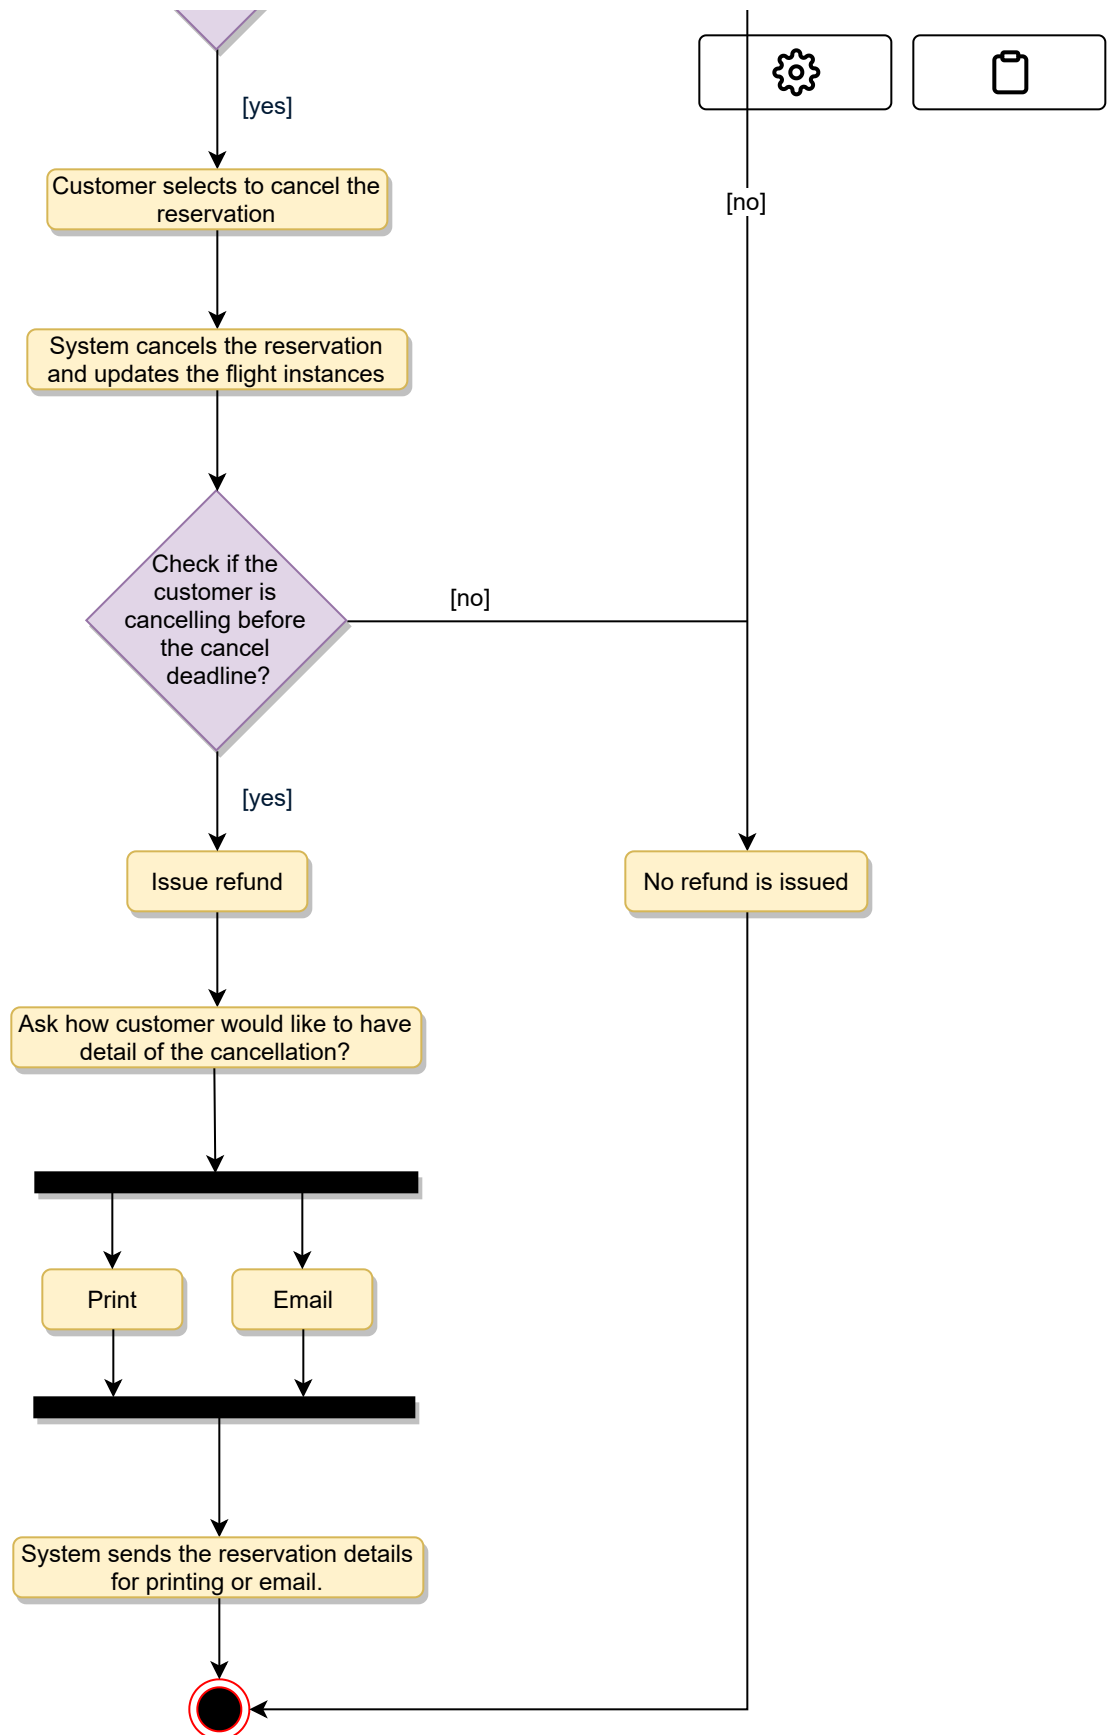 [yes]
Customer selects to cancel the
reservation
[no]
System cancels the reservation
and updates the flight instances
Check if the
customer is
cancelling before
the cancel
deadline?
[no]
[yes]
Issue refund
No refund is issued
Ask how customer would like to have
detail of the cancellation?
Print
Email
System sends the reservation details
for printing or email.